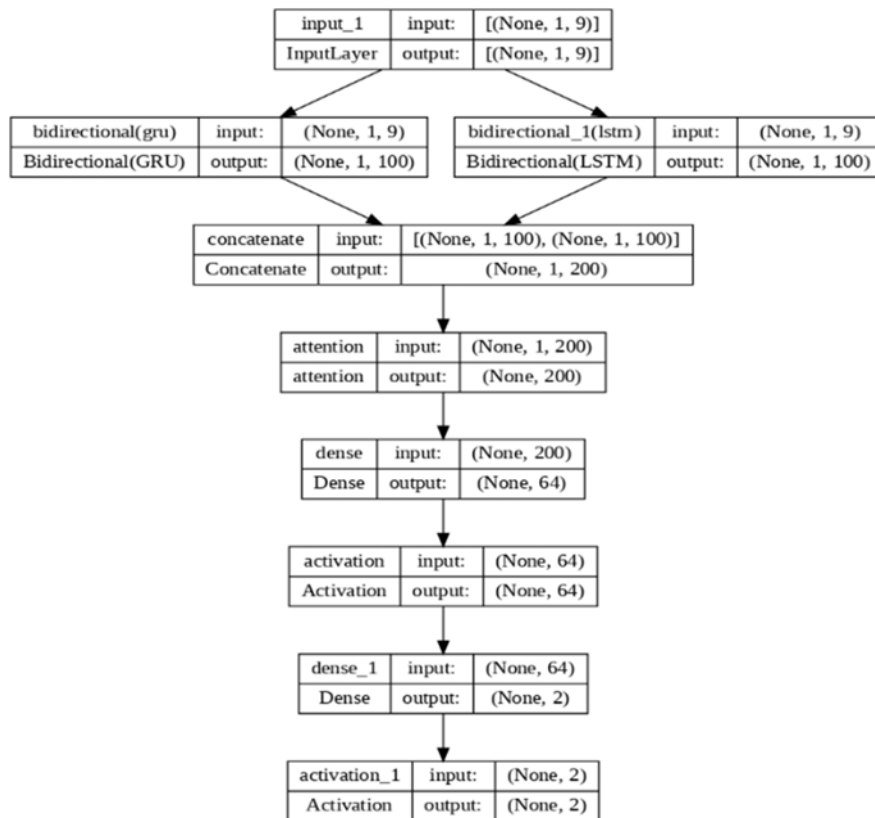 input_1 input: [(None, 1, 9)]
InputLayer output: [(None, 1, 9)]
bidirectional(gru) input: (None, 1, 9)
Bidirectional(GRU) output: (None, 1, 100)
bidirectional_1(lstm) input: (None, 1, 9)
Bidirectional(LSTM) output: (None, 1, 100)
concatenate input: [(None, 1, 100), (None, 1, 100)]
Concatenate output: (None, 1, 200)
attention input: (None, 1, 200)
attention output: (None, 200)
dense input: (None, 200)
Dense output: (None, 64)
activation input: (None, 64)
Activation output: (None, 64)
dense_1 input: (None, 64)
Dense output: (None, 2)
activation_1 input: (None, 2)
Activation output: (None, 2)